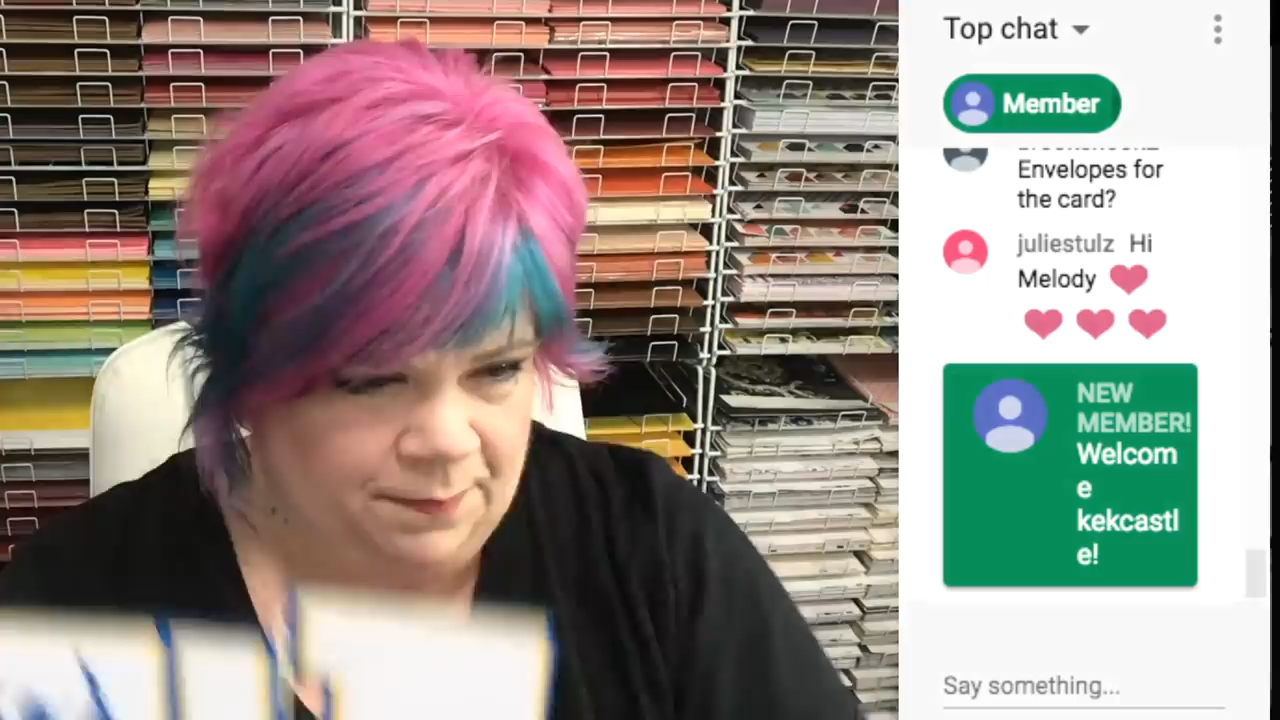 Top chat
Member
Envelopes for
the card?
juliestulz Hi
Melody
NEW
MEMBER!
Welcom
e
kekcastl
e!
Say something...